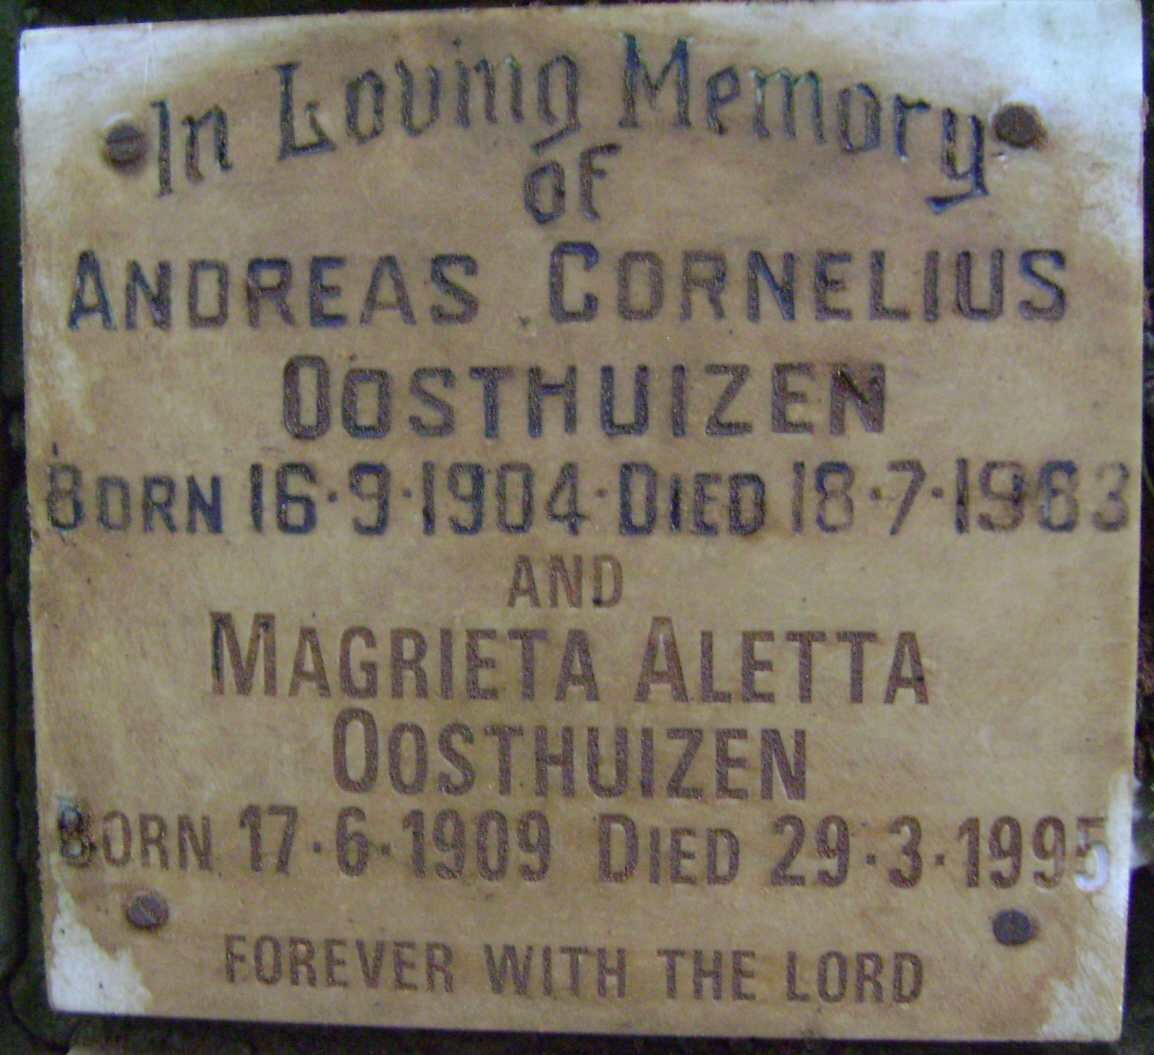 In Loving Memory
of
ANDREAS CORNELIUS
OOSTHUIZEN
BORN 16·9·1904·DIED 18·7·1963
AND
MAGRIETA ALETTA
OOSTHUIZEN
BORN 17·6·1909 DIED 29·3·1995
FOREVER WITH THE LORD